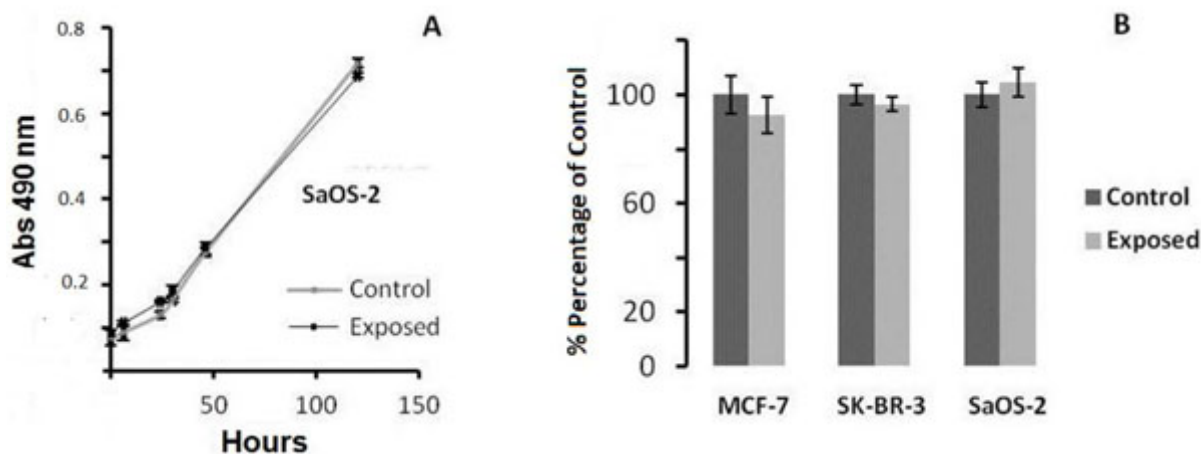 A
0.8
0.6
0.4
0.2
Abs 490 nm
SaOS-2
Control
Exposed
50
100
150
Hours
B
% Percentage of Control
100
60
20
0
MCF-7
SK-BR-3
SaOS-2
Control
Exposed